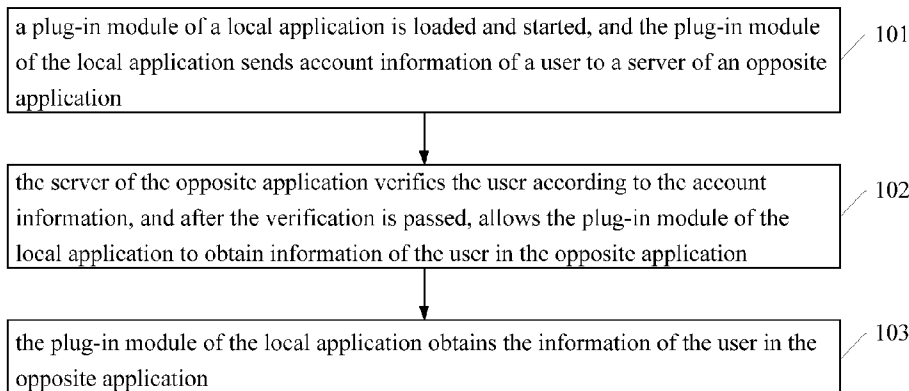 a plug-in module of a local application is loaded and started, and the plug-in module
of the local application sends account information of a user to a server of an opposite
application
101
the server of the opposite application verifies the user according to the account
information, and after the verification is passed, allows the plug-in module of the
local application to obtain information of the user in the opposite application
102
the plug-in module of the local application obtains the information of the user in the
opposite application
103